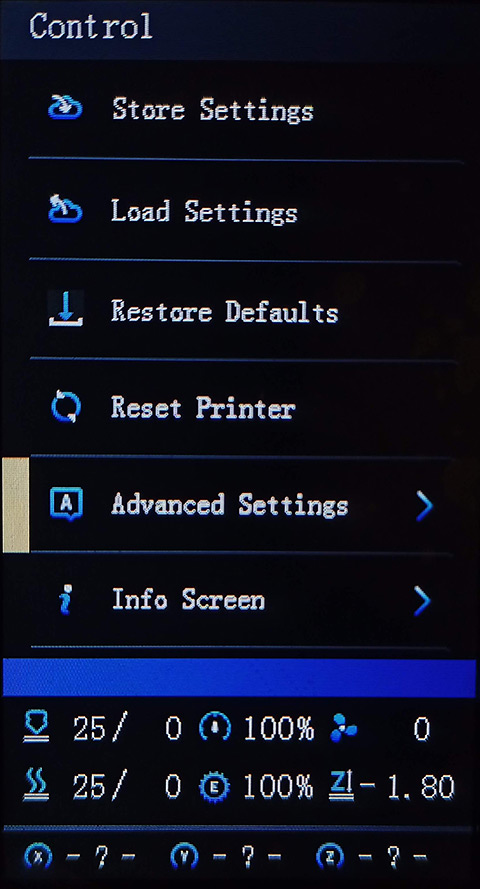 Control
Store Settings
Load Settings
Restore Defaults
Reset Printer
A Advanced Settings
Info Screen
25/ 0 100% 0
25/ 0 E 100% Z - 1.80
X - ? - Y - ? - Z - ? -